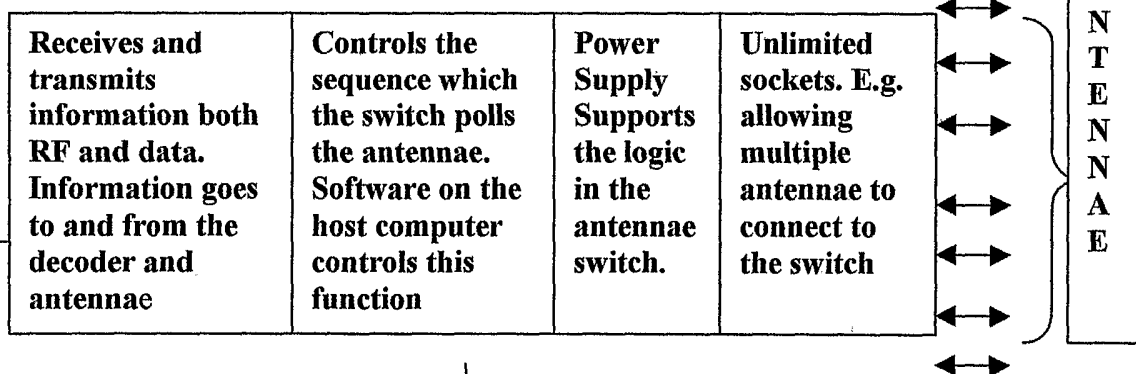 Receives and
transmits
information both
RF and data.
Information goes
to and from the
decoder and
antennae
Controls the
sequence which
the switch polls
the antennae.
Software on the
host computer
controls this
function
Power
Supply
Supports
the logic
in the
antennae
switch.
Unlimited
sockets. E.g.
allowing
multiple
antennae to
connect to
the switch
N
T
E
N
N
A
E